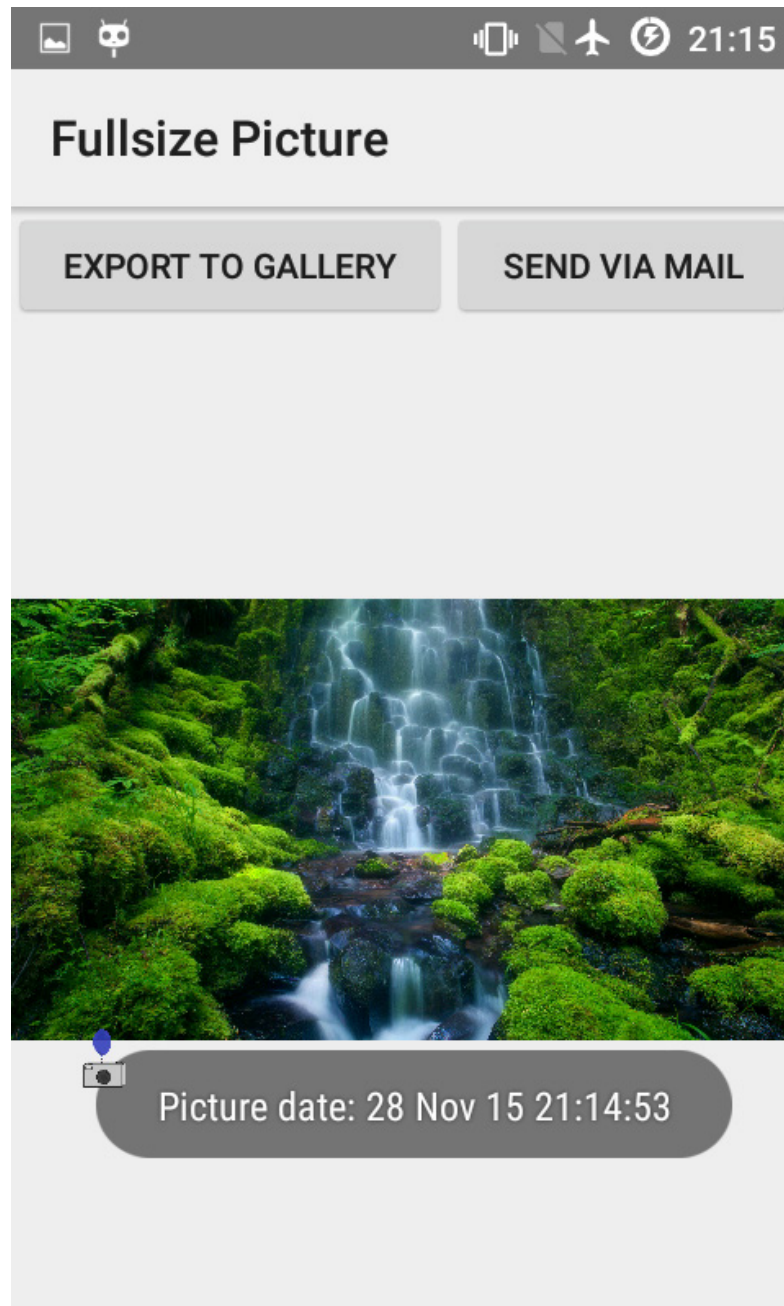 21:15
Fullsize Picture
EXPORT TO GALLERY
SEND VIA MAIL
Picture date: 28 Nov 15 21:14:53